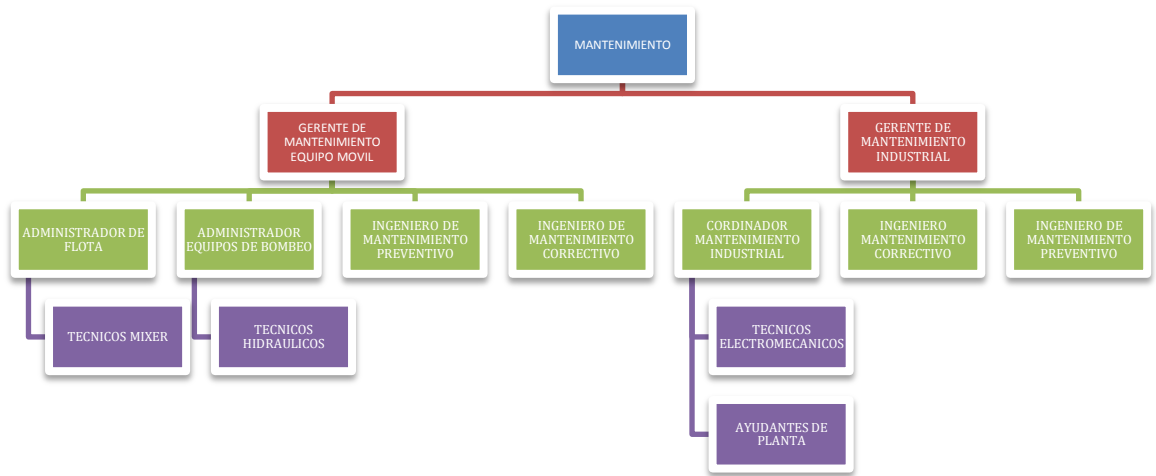 MANTENIMIENTO
GERENTE DE
MANTENIMIENTO
EQUIPO MOVIL
GERENTE DE
MANTENIMIENTO
INDUSTRIAL
ADMINISTRADOR DE
FLOTA
ADMINISTRADOR
EQUIPOS DE BOMBEO
INGENIERO DE
MANTENIMIENTO
PREVENTIVO
INGENIERO DE
MANTENIMIENTO
CORRECTIVO
CORDINADOR
MANTENIMIENTO
INDUSTRIAL
INGENIERO
MANTENIMIENTO
CORRECTIVO
INGENIERO DE
MANTENIMIENTO
PREVENTIVO
TECNICOS MIXER
TECNICOS
HIDRAULICOS
TECNICOS
ELECTROMECANICOS
AYUDANTES DE
PLANTA